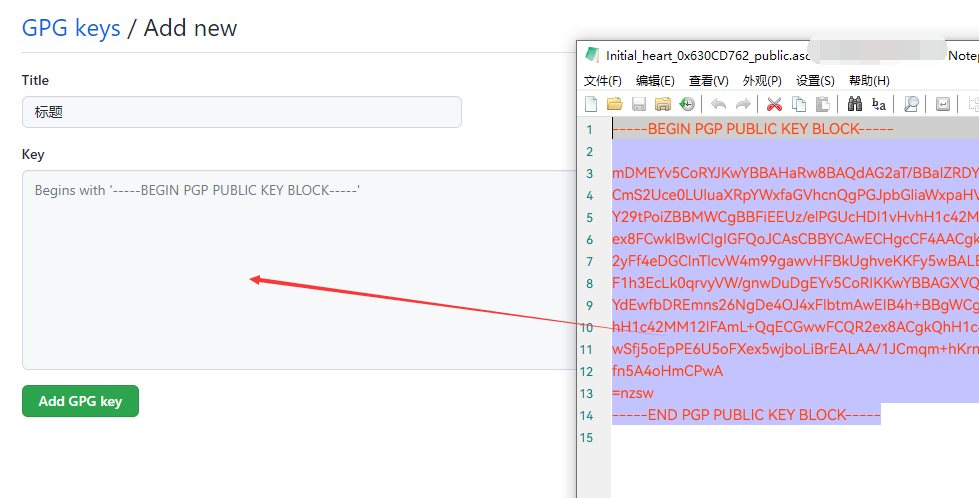 GPG keys / Add new
Title
标题
Key
Begins with '-----BEGIN PGP PUBLIC KEY BLOCK-----'
Add GPG key
Initial_heart_0x630CD762_public.asc
Note
文件(F) 编辑(E) 查看(V) 外观(P) 设置(S) 帮助(H)
1 -----BEGIN PGP PUBLIC KEY BLOCK-----
2
3 mDMEYv5CoRYJKwYBBAHaRw8BAQdAG2aT/BBalZRDY
4 CmS2Uce0LUluaXRpYWxfaGVhcnQgPGJpbGliaWxpaHV
5 Y29tPoiZBBMWCgBBFiEEUz/elPGUcHDI1vHvhH1c42M
6 ex8FCwkIBwICIgIGFQoJCAsCBBYCAwECHgcCF4AACgk
7 2yFf4eDGClnTlcvW4m99gawvHFBkUghveKKFy5wBALE
8 F1h3EcLk0qrvyVW/gnwDuDgEYv5CoRIKKwYBBAGXVQ
9 YdEwfbDREmns26NgDe4OJ4xFlbtmAwEIB4h+BBgWCg
10 hH1c42MM12IFAmL+QqECGwwFCQR2ex8ACgkQhH1c4
11 wSfj5oEpPE6U5oFXex5wjboLiBrEALAA/1JCmqm+hKrn
12 fn5A4oHmCPwA
13 =nzsw
14 -----END PGP PUBLIC KEY BLOCK-----
15